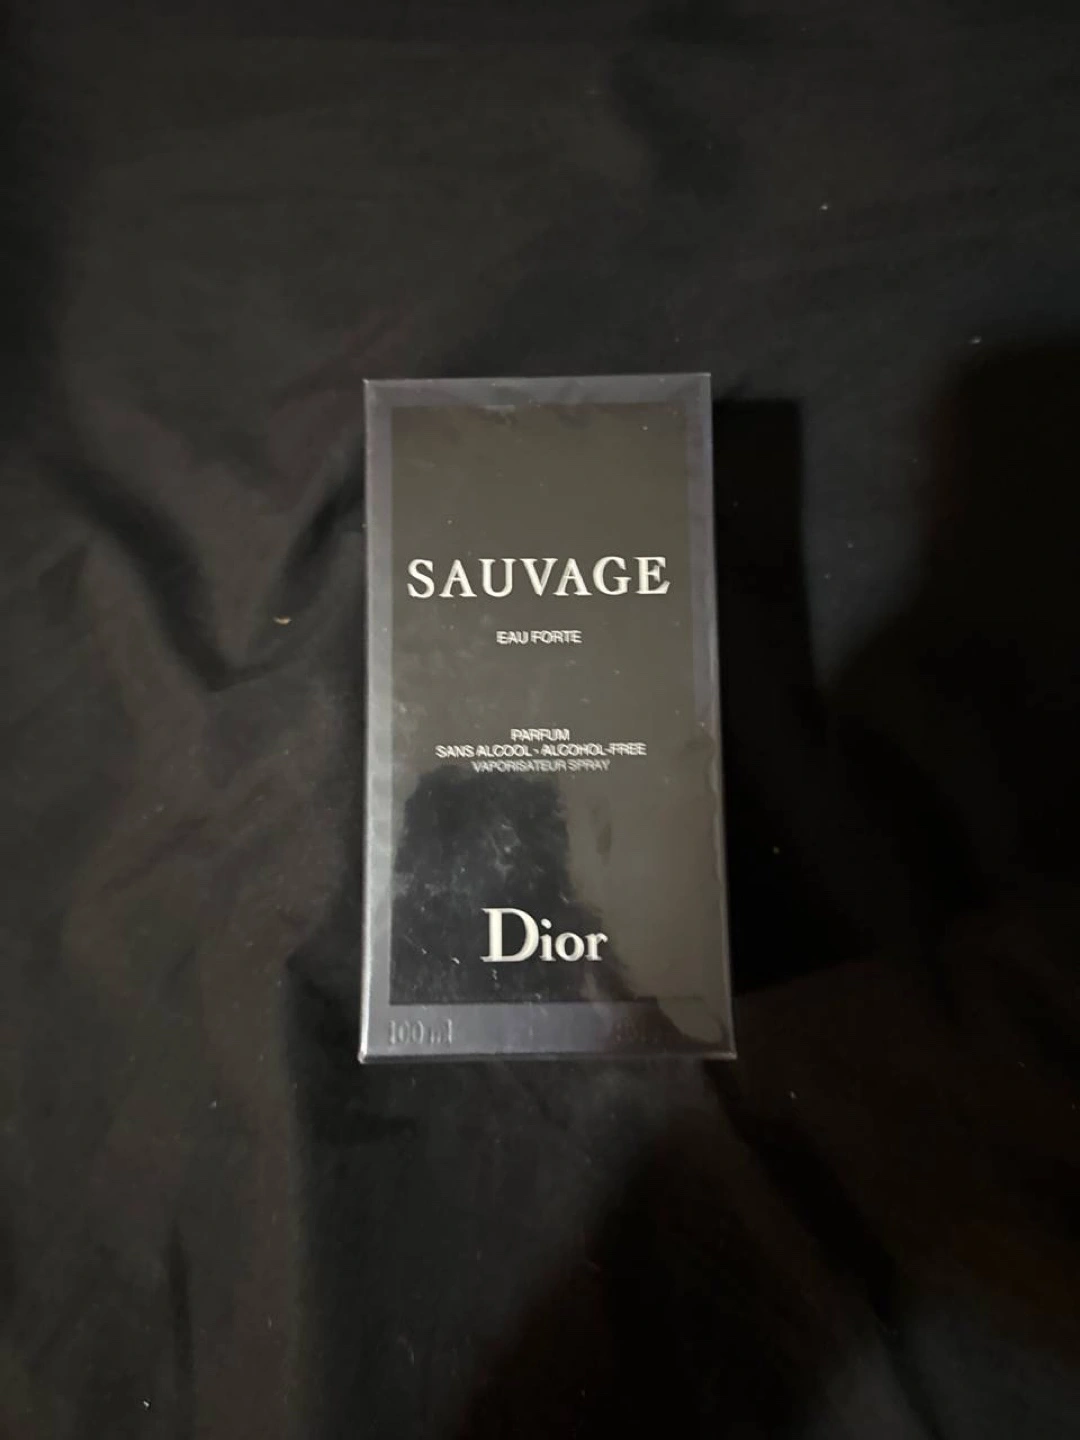 SAUVAGE
EAU FORTE
PARFUM
SANS ALCOOL - ALCOHOL-FREE
VAPORISATEUR SPRAY
Dior
100 ml